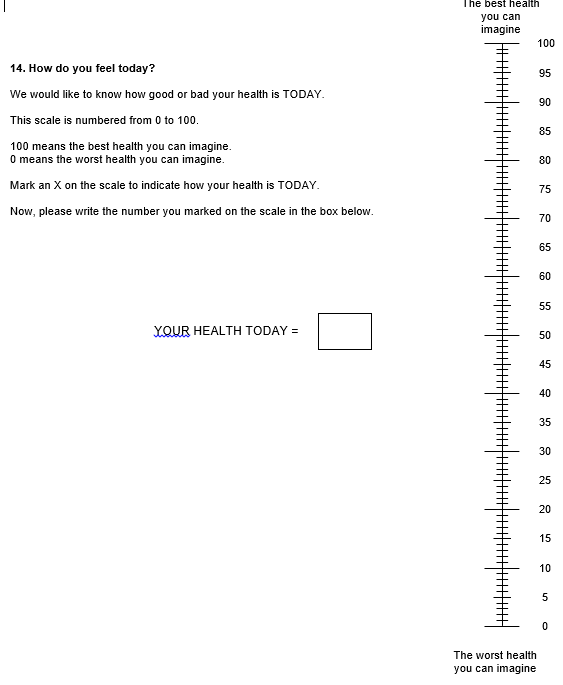 The best health
you can
imagine
14. How do you feel today?
We would like to know how good or bad your health is TODAY.
This scale is numbered from 0 to 100.
100 means the best health you can imagine.
0 means the worst health you can imagine.
Mark an X on the scale to indicate how your health is TODAY.
Now, please write the number you marked on the scale in the box below.
YOUR HEALTH TODAY =
100
95
90
85
80
75
70
65
60
55
50
45
40
35
30
25
20
15
10
5
0
The worst health
you can imagine